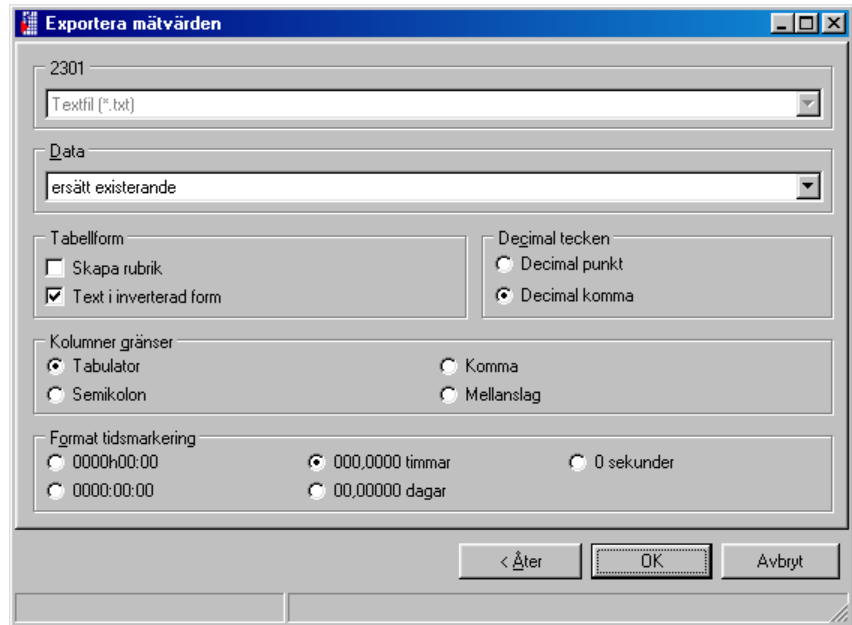 Exportera mätvärden
2301
Textfil (*.txt)
Data
ersätt existerande
Tabellform
Decimal tecken
Skapa rubrik
Decimal punkt
Text i inverterad form
Decimal komma
Kolumner gränser
Tabulator
Komma
Semikolon
Mellanslag
Format tidsmarkering
0000h00:00
000,0000 timmar
0 sekunder
0000:00:00
00,00000 dagar
< Åter
OK
Avbryt